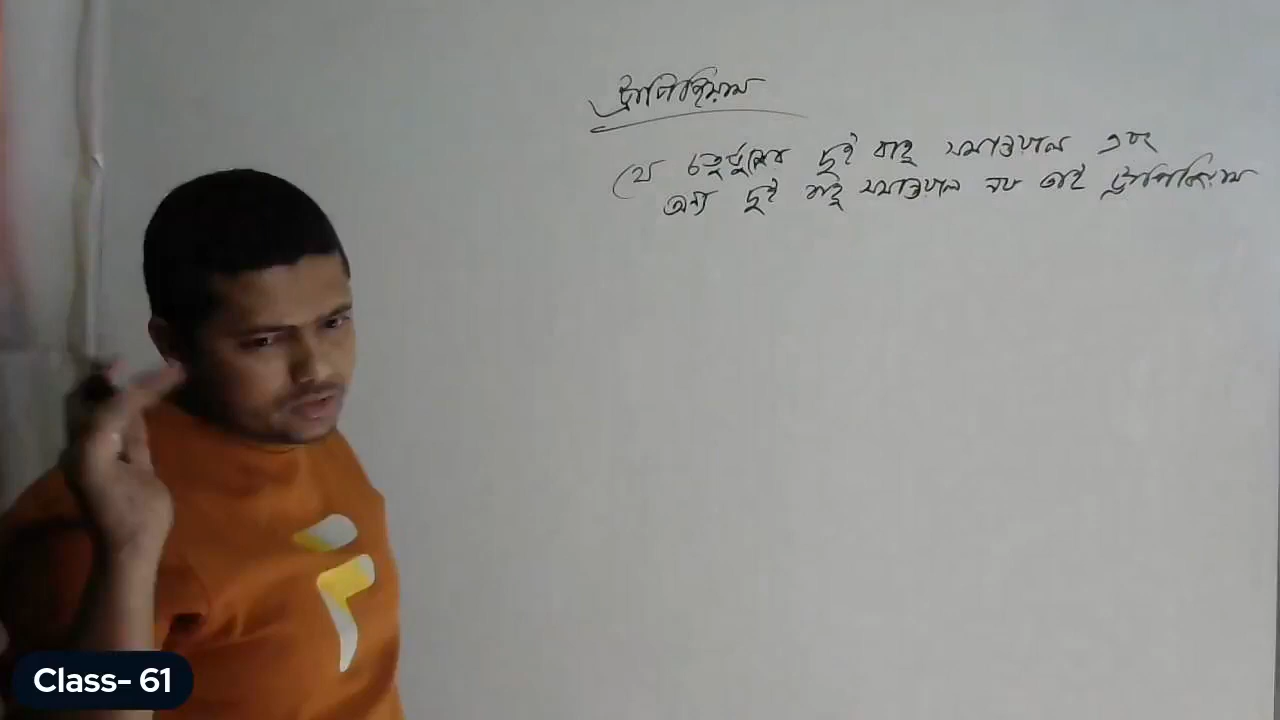 ট্রাপিজিয়াম
যে চতুর্ভুজের দুই বাহু সমান্তরাল এবং
অন্য দুই বাহু সমান্তরাল নয় তাই ট্রাপিজিয়াম
Class- 61